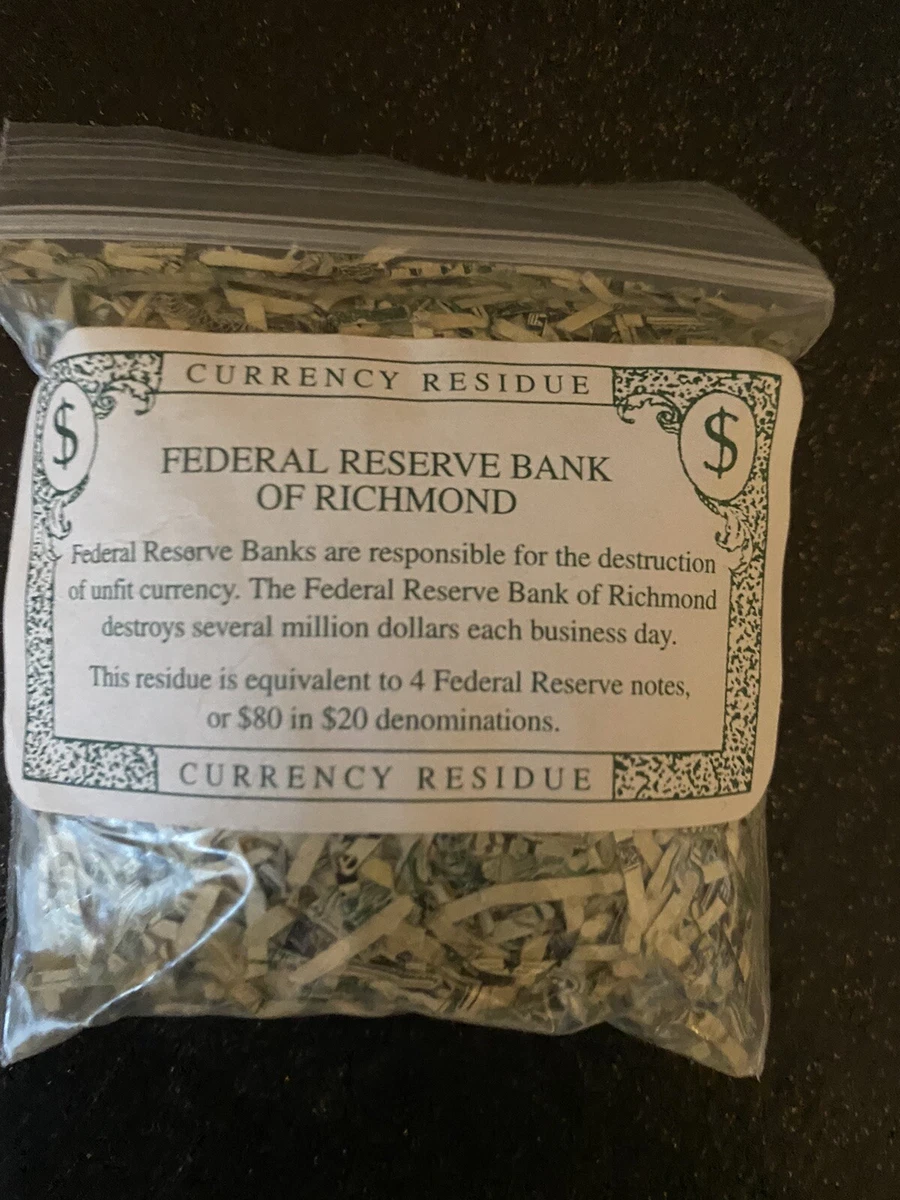 CURRENCY RESIDUE
$ $
FEDERAL RESERVE BANK
OF RICHMOND
Federal Reserve Banks are responsible for the destruction
of unfit currency. The Federal Reserve Bank of Richmond
destroys several million dollars each business day.
This residue is equivalent to 4 Federal Reserve notes,
or $80 in $20 denominations.
CURRENCY RESIDUE